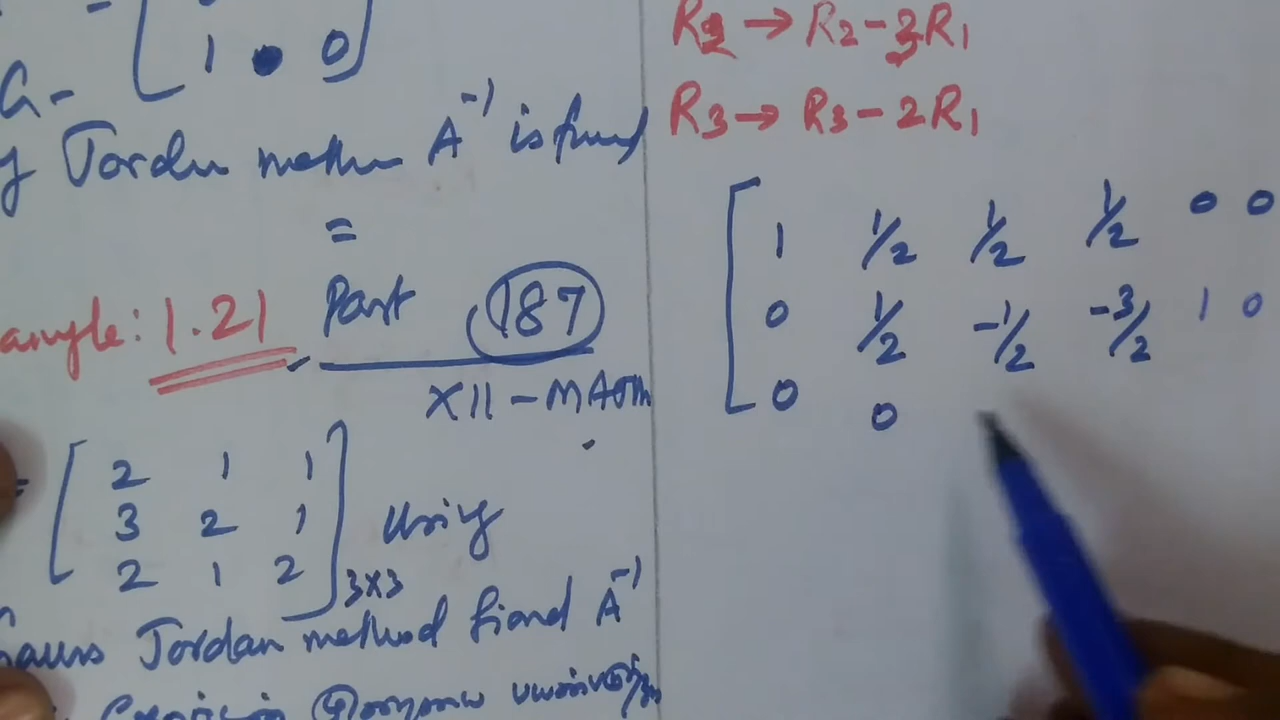 1 0
G-
y Jordan method A⁻¹ is found
=
ample: 1.21 Part 187
XII - MATHS
= [ 2 1 1
3 2 1
2 1 2 ]3X3 using
Gauss Jordan method find A⁻¹
R2 → R2 - 3R1
R3 → R3 - 2R1
[ 1 1/2 1/2 1/2 0 0
0 1/2 -1/2 -3/2 1 0
0 0